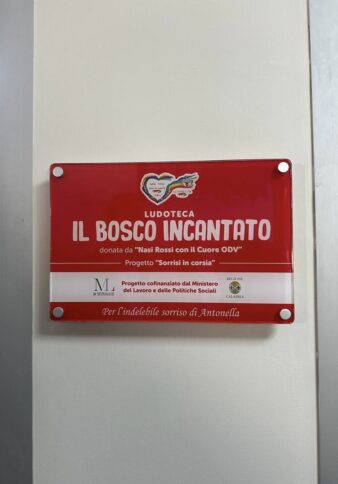 LUDOTECA
IL BOSCO INCANTATO
donata da "Nasi Rossi con il Cuore ODV"
Progetto "Sorrisi in corsia"
Progetto cofinanziato dal Ministero
del Lavoro e delle Politiche Sociali
REGIONE
CALABRIA
Per l'indelebile sorriso di Antonella